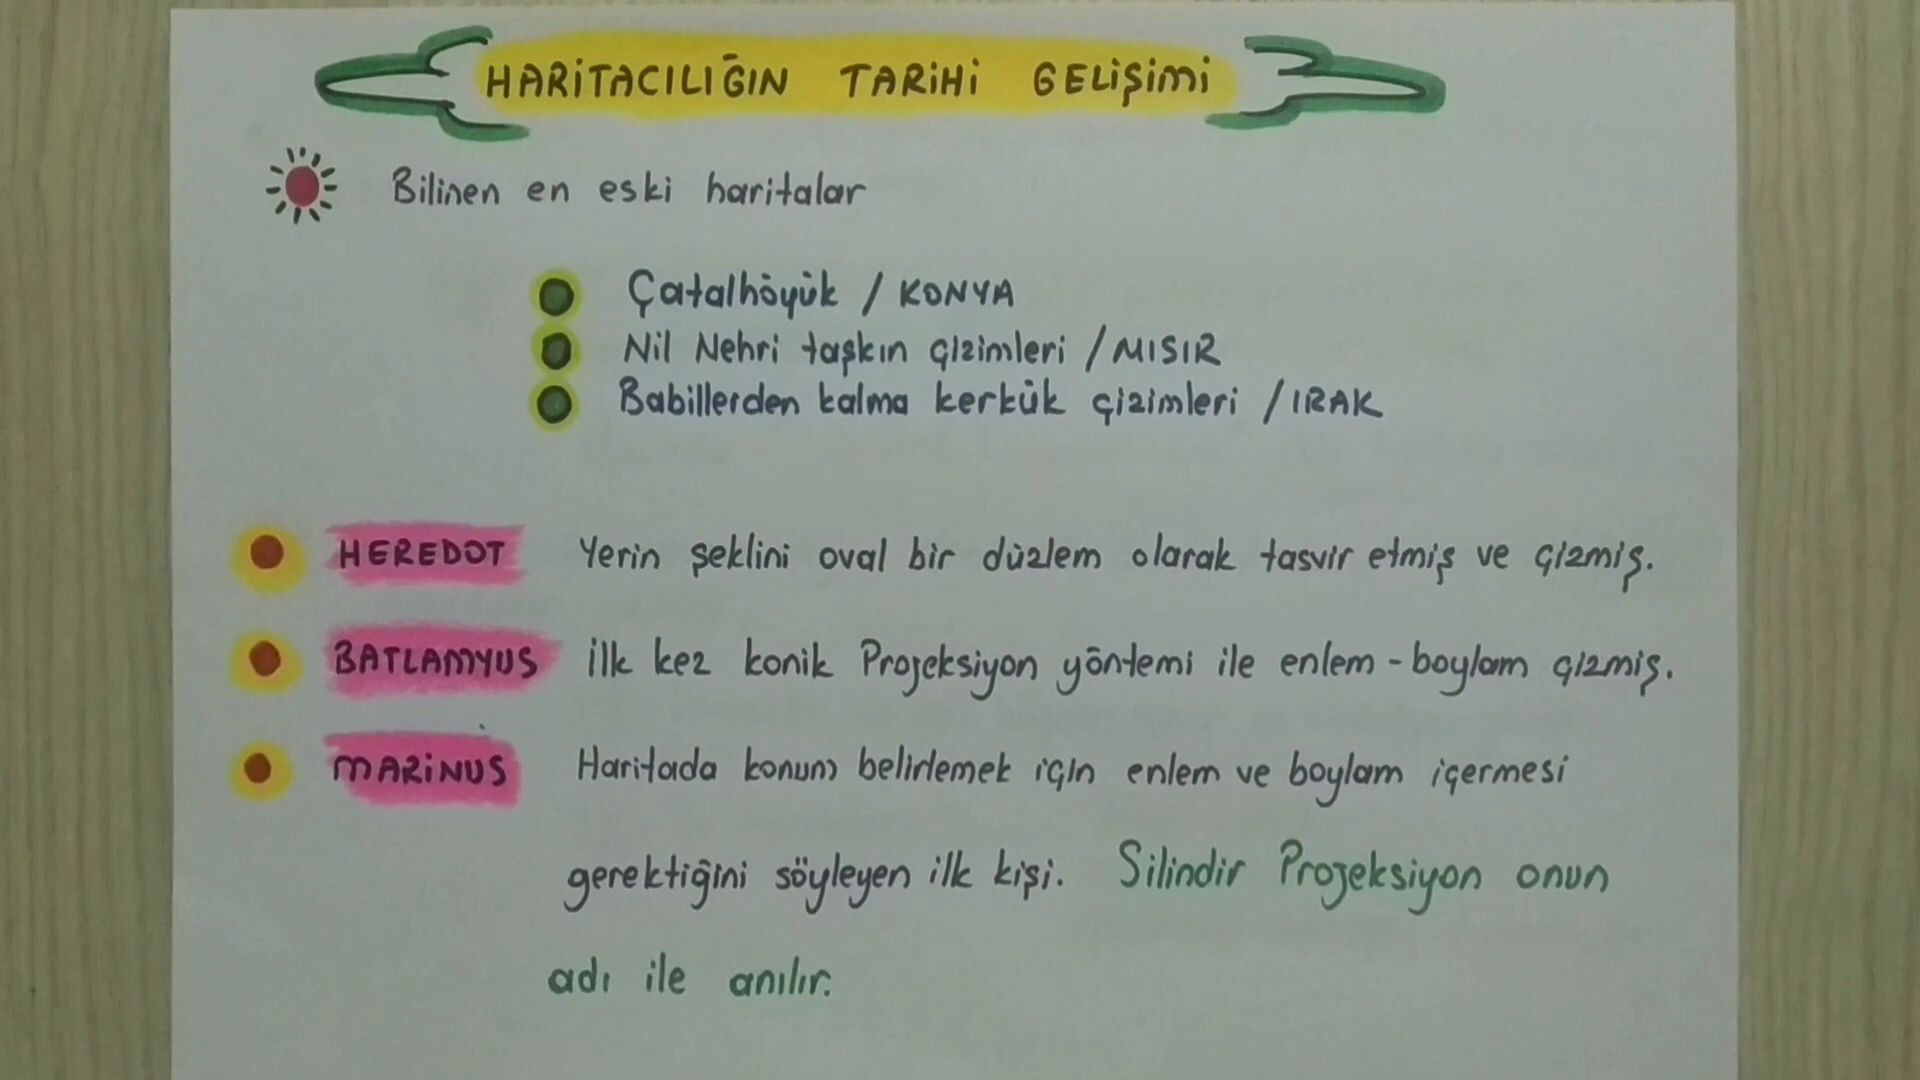 HARİTACILIĞIN TARİHİ GELİŞİMİ
Bilinen en eski haritalar
Çatalhöyük / KONYA
Nil Nehri taşkın çizimleri / MISIR
Babillerden kalma kerkük çizimleri / IRAK
HEREDOT Yerin şeklini oval bir düzlem olarak tasvir etmiş ve çizmiş.
BATLAMYUS ilk kez konik Projeksiyon yöntemi ile enlem - boylam çizmiş.
MARİNUS Haritada konum belirlemek için enlem ve boylam içermesi
gerektiğini söyleyen ilk kişi. Silindir Projeksiyon onun
adı ile anılır.